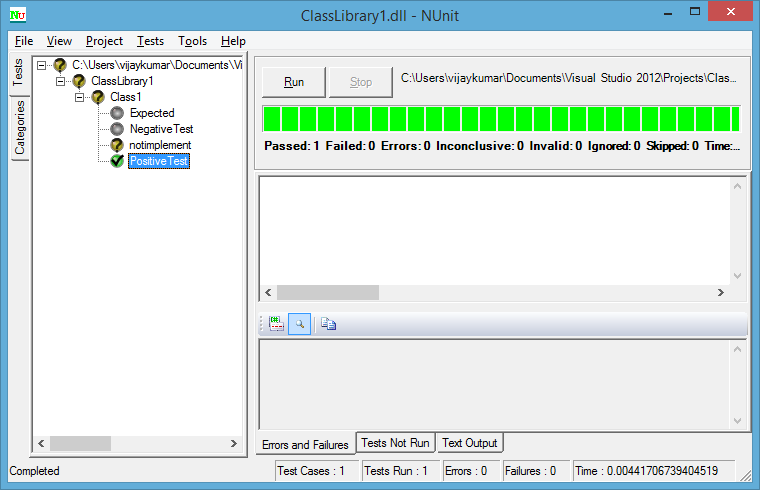 ClassLibrary1.dll - NUnit
File View Project Tests Tools Help
Tests
Categories
C:\Users\vijaykumar\Documents\Vi
ClassLibrary1
Class1
Expected
NegativeTest
notimplement
PositiveTest
Run Stop C:\Users\vijaykumar\Documents\Visual Studio 2012\Projects\Clas...
Passed: 1 Failed: 0 Errors: 0 Inconclusive: 0 Invalid: 0 Ignored: 0 Skipped: 0 Time:...
Errors and Failures Tests Not Run Text Output
Completed Test Cases : 1 Tests Run : 1 Errors : 0 Failures : 0 Time : 0.00441706739404519